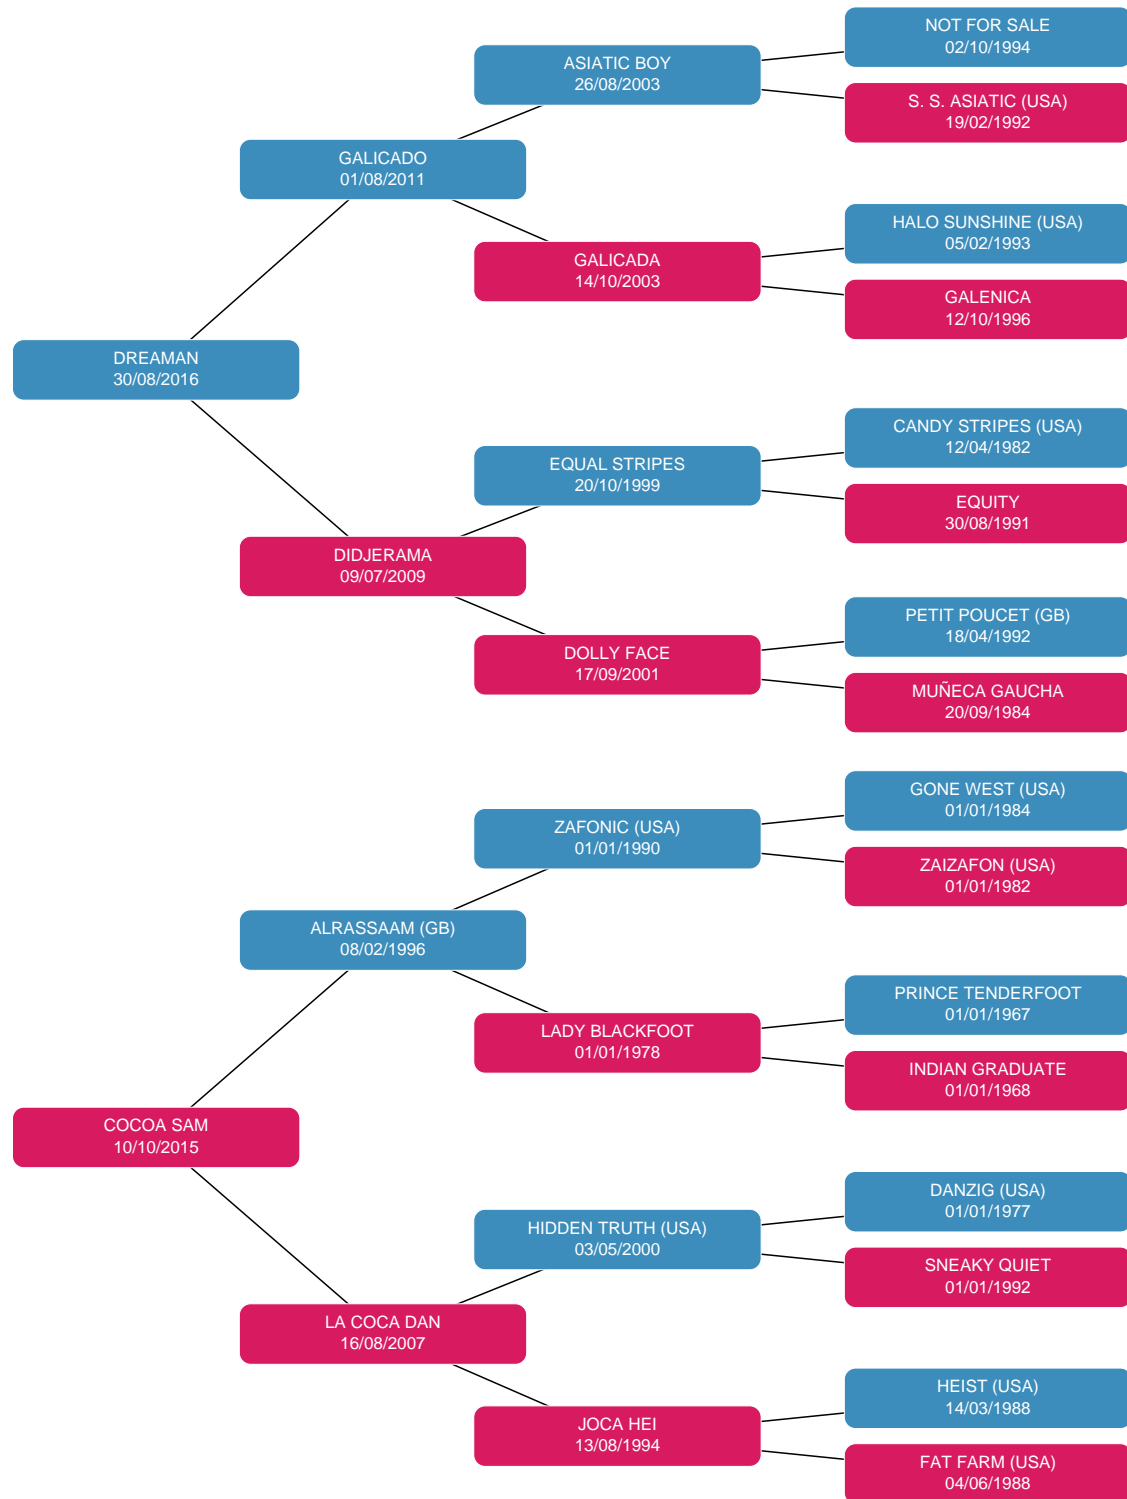 NOT FOR SALE
02/10/1994
ASIATIC BOY
26/08/2003
S. S. ASIATIC (USA)
19/02/1992
GALICADO
01/08/2011
HALO SUNSHINE (USA)
05/02/1993
GALICADA
14/10/2003
GALENICA
12/10/1996
DREAMAN
30/08/2016
CANDY STRIPES (USA)
12/04/1982
EQUAL STRIPES
20/10/1999
EQUITY
30/08/1991
DIDJERAMA
09/07/2009
PETIT POUCET (GB)
18/04/1992
DOLLY FACE
17/09/2001
MUÑECA GAUCHA
20/09/1984
GONE WEST (USA)
01/01/1984
ZAFONIC (USA)
01/01/1990
ZAIZAFON (USA)
01/01/1982
ALRASSAAM (GB)
08/02/1996
PRINCE TENDERFOOT
01/01/1967
LADY BLACKFOOT
01/01/1978
INDIAN GRADUATE
01/01/1968
COCOA SAM
10/10/2015
DANZIG (USA)
01/01/1977
HIDDEN TRUTH (USA)
03/05/2000
SNEAKY QUIET
01/01/1992
LA COCA DAN
16/08/2007
HEIST (USA)
14/03/1988
JOCA HEI
13/08/1994
FAT FARM (USA)
04/06/1988